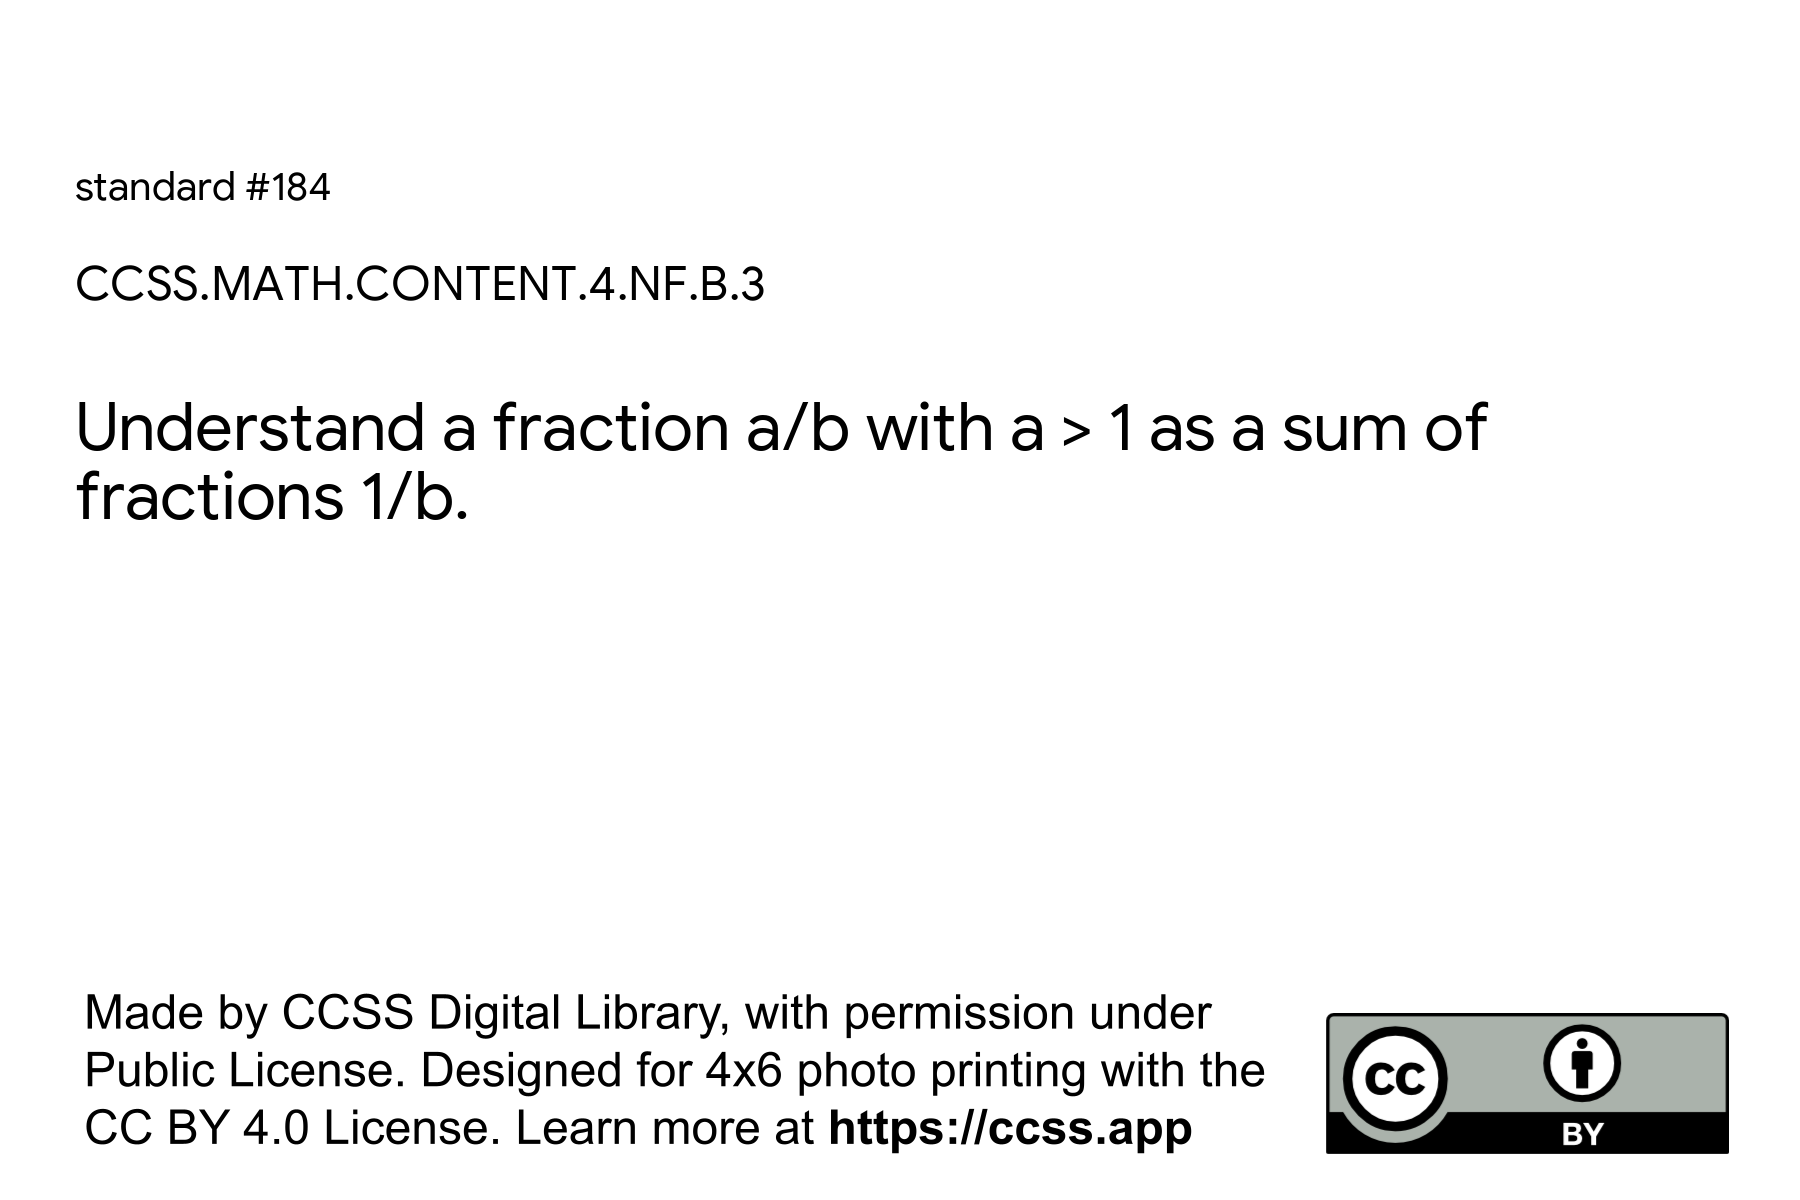 standard #184
CCSS.MATH.CONTENT.4.NF.B.3
Understand a fraction a/b with a > 1 as a sum of
fractions 1/b.
Made by CCSS Digital Library, with permission under
Public License. Designed for 4x6 photo printing with the
CC BY 4.0 License. Learn more at https://ccss.app
CC
BY